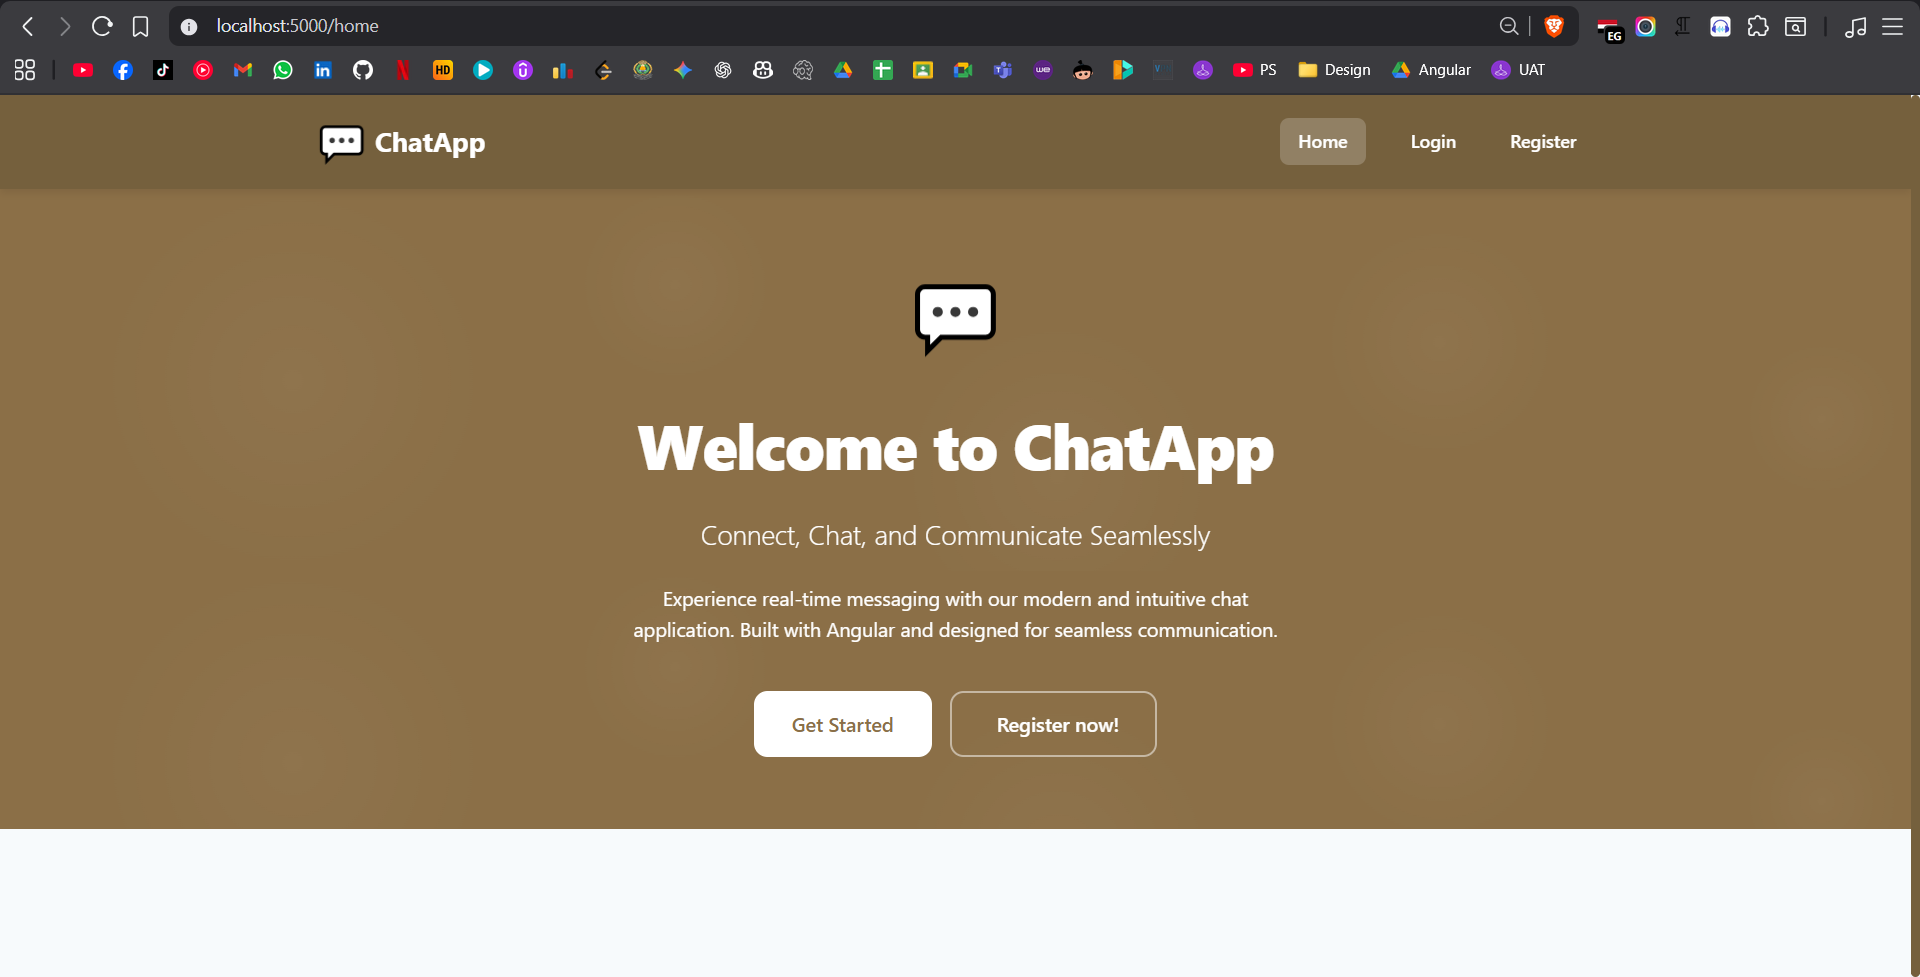 localhost:5000/home
EG
HD
we
PS
Design
Angular
UAT
ChatApp
Home
Login
Register
Welcome to ChatApp
Connect, Chat, and Communicate Seamlessly
Experience real-time messaging with our modern and intuitive chat
application. Built with Angular and designed for seamless communication.
Get Started
Register now!